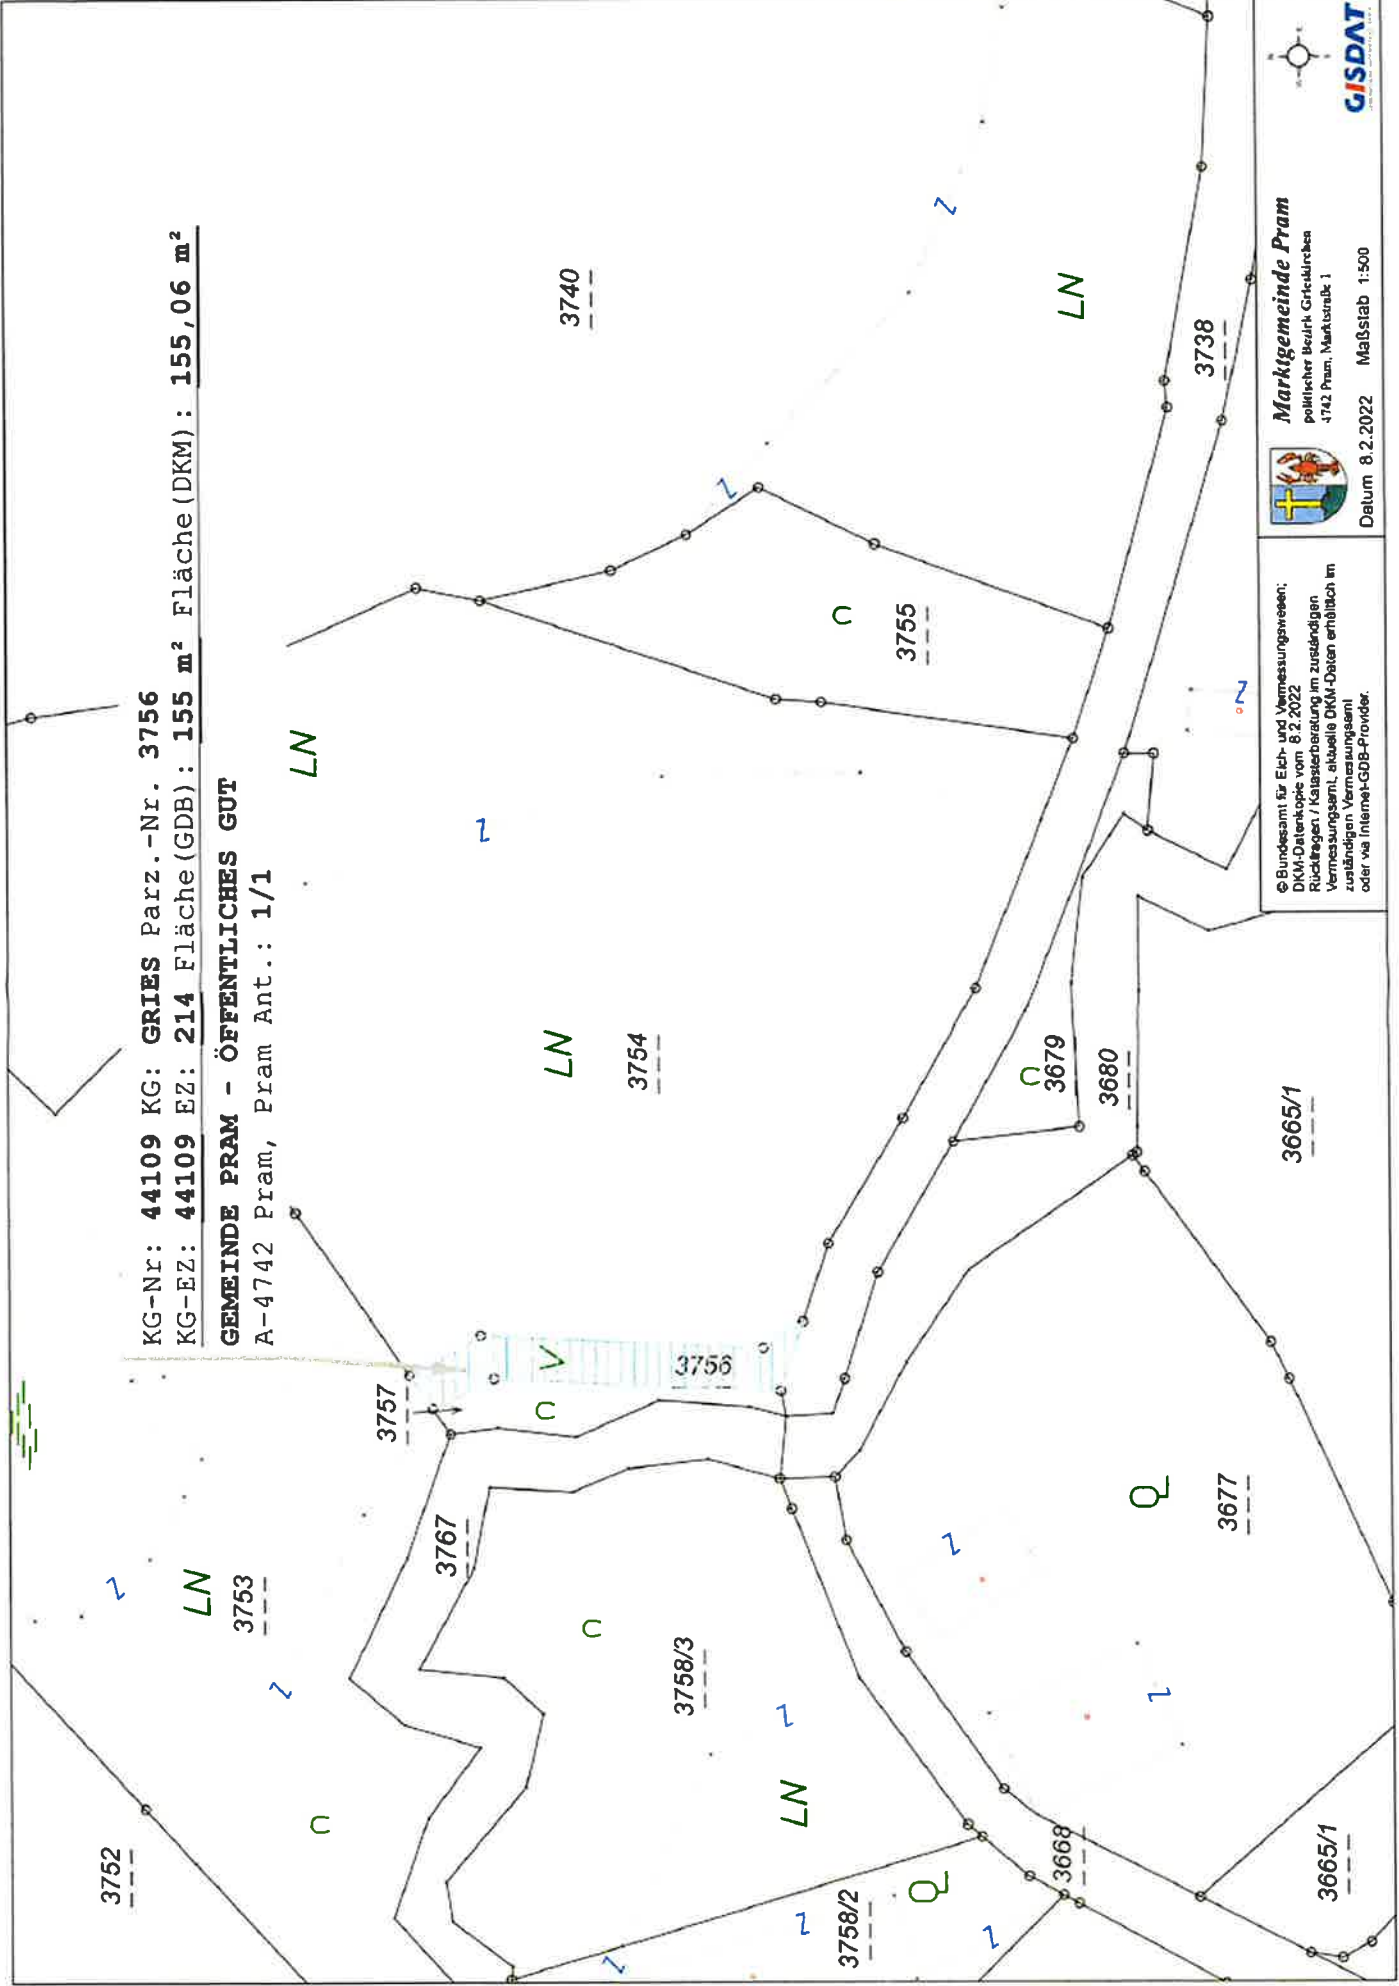 KG-Nr: 44109 KG: GRIES Parz.-Nr. 3756
KG-EZ: 44109 EZ: 214 Fläche(GDB): 155 m² Fläche(DKM): 155,06 m²
GEMEINDE PRAM - ÖFFENTLICHES GUT
A-4742 Pram, Pram Ant.: 1/1
3752
LN
3753
3757
3767
C
V
3756
C
C
3758/3
LN
3758/2
Q
3668
3665/1
Q
3677
LN
LN
3754
3740
C
3755
LN
3738
C
3679
3680
3665/1
© Bundesamt für Eich- und Vermessungswesen;
DKM-Datenkopie vom 8.2.2022
Rückfragen / Katasterberatung im zuständigen
Vermessungsamt, aktuelle DKM-Daten erhältlich im
zuständigen Vermessungsamt
oder via Internet-GDB-Provider.
Marktgemeinde Pram
politischer Bezirk Grieskirchen
4742 Pram, Marktstraße 1
Datum 8.2.2022 Maßstab 1:500
GISDAT